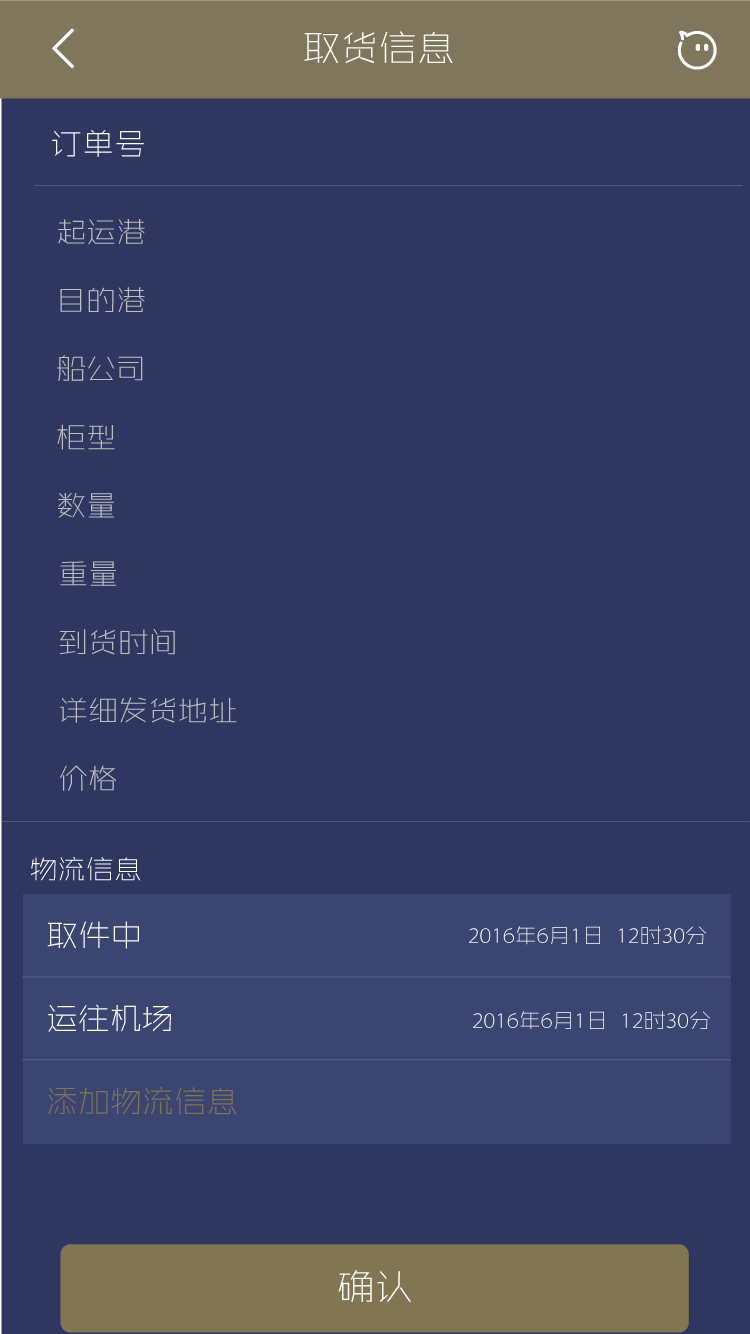 取货信息
订单号
起运港
目的港
船公司
柜型
数量
重量
到货时间
详细发货地址
价格
物流信息
取件中 2016年6月1日 12时30分
运往机场 2016年6月1日 12时30分
添加物流信息
确认